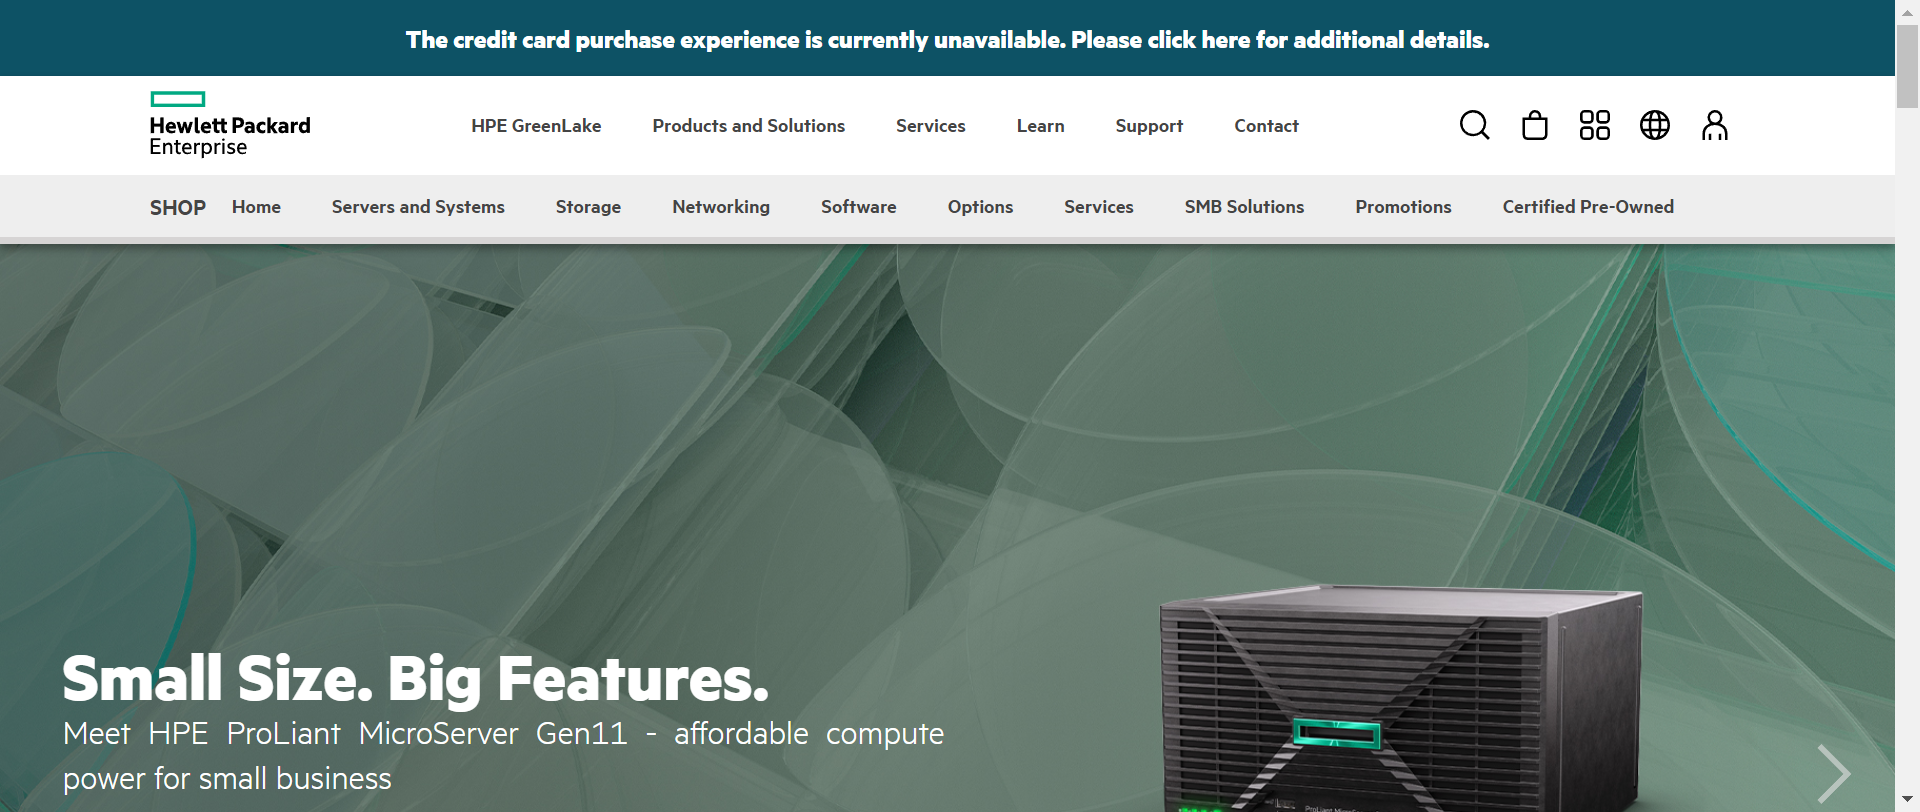 The credit card purchase experience is currently unavailable. Please click here for additional details.
Hewlett Packard
Enterprise
HPE GreenLake Products and Solutions Services Learn Support Contact
SHOP Home Servers and Systems Storage Networking Software Options Services SMB Solutions Promotions Certified Pre-Owned
Small Size. Big Features.
Meet HPE ProLiant MicroServer Gen11 - affordable compute
power for small business
ProLiant